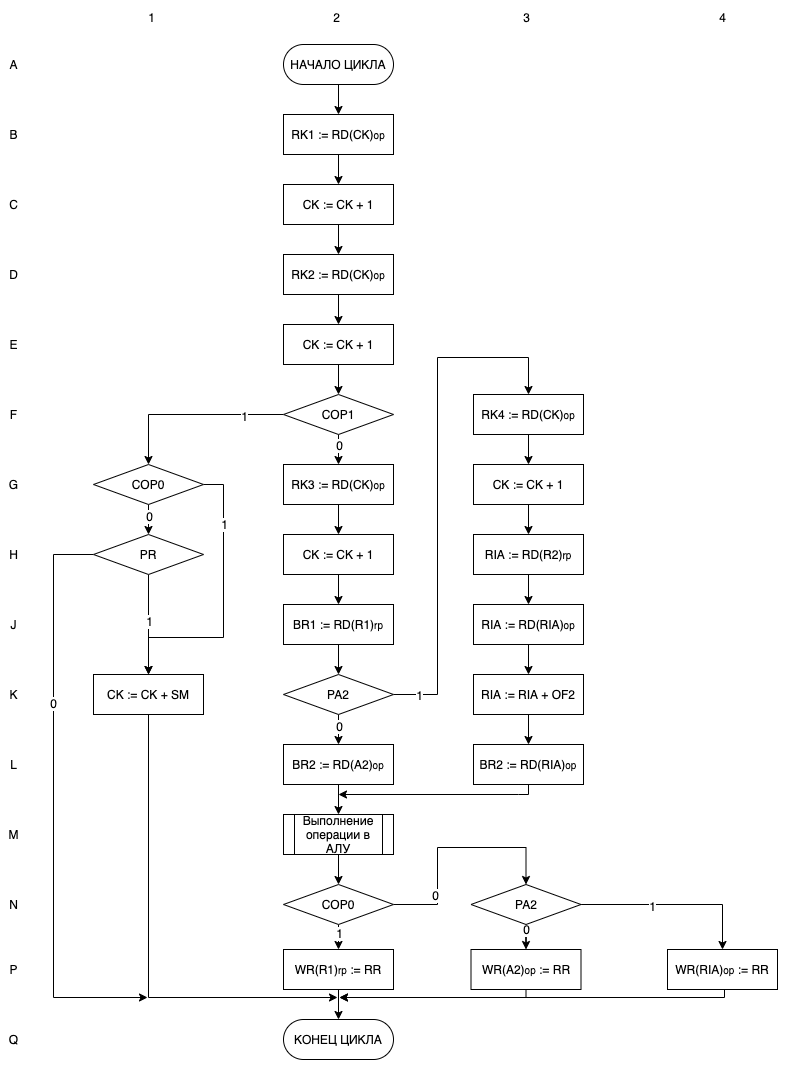 1 2 3 4
A НАЧАЛО ЦИКЛА
B RK1 := RD(CK)op
C CK := CK + 1
D RK2 := RD(CK)op
E CK := CK + 1
F 1 COP1 RK4 := RD(CK)op
0
G COP0 RK3 := RD(CK)op CK := CK + 1
0 1
H PR CK := CK + 1 RIA := RD(R2)rp
J 1 BR1 := RD(R1)rp RIA := RD(RIA)op
K CK := CK + SM PA2 1 RIA := RIA + OF2
0 0
L BR2 := RD(A2)op BR2 := RD(RIA)op
M Выполнение
операции в
АЛУ
N COP0 0 PA2 1
1 0
P WR(R1)rp := RR WR(A2)op := RR WR(RIA)op := RR
Q КОНЕЦ ЦИКЛА